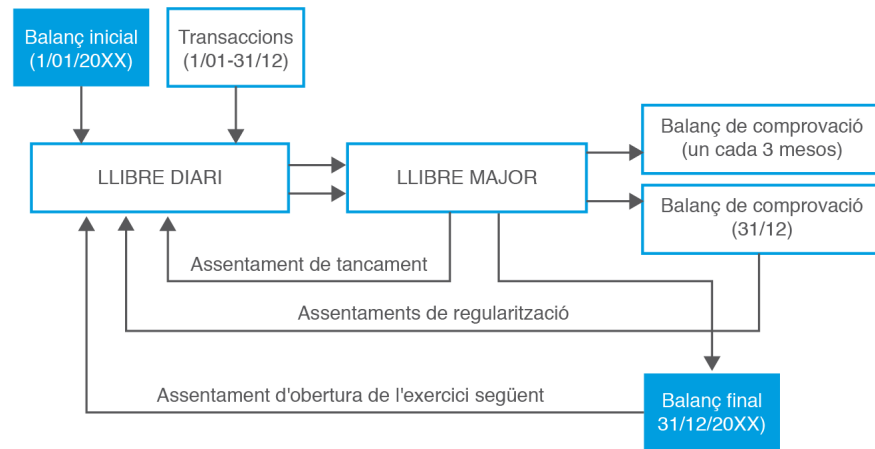 Balanç inicial
(1/01/20XX)
Transaccions
(1/01-31/12)
LLIBRE DIARI
LLIBRE MAJOR
Balanç de comprovació
(un cada 3 mesos)
Balanç de comprovació
(31/12)
Assentament de tancament
Assentaments de regularització
Assentament d'obertura de l'exercici següent
Balanç final
31/12/20XX)